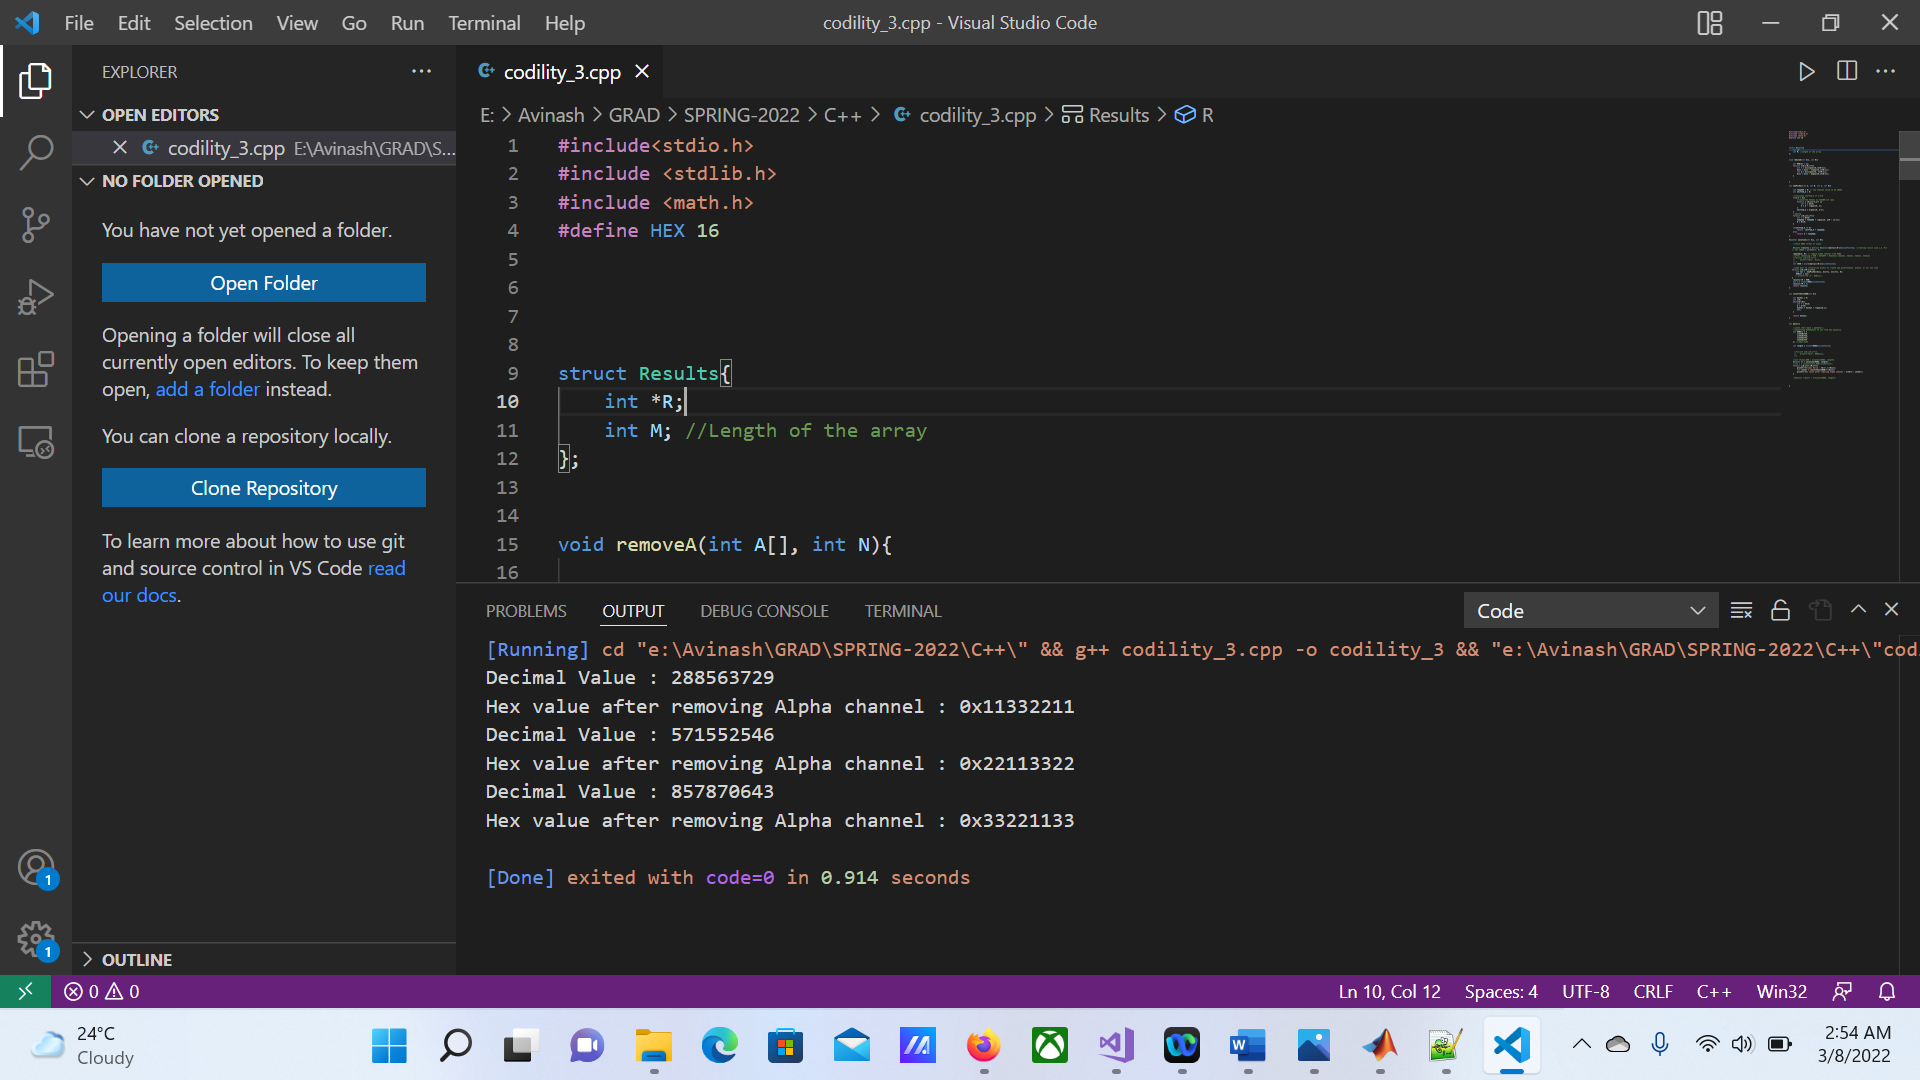 File Edit Selection View Go Run Terminal Help
codility_3.cpp - Visual Studio Code
EXPLORER
OPEN EDITORS
codility_3.cpp E:\Avinash\GRAD\S...
NO FOLDER OPENED
You have not yet opened a folder.
Open Folder
Opening a folder will close all
currently open editors. To keep them
open, add a folder instead.
You can clone a repository locally.
Clone Repository
To learn more about how to use git
and source control in VS Code read
our docs.
OUTLINE
codility_3.cpp
E: > Avinash > GRAD > SPRING-2022 > C++ > codility_3.cpp > Results > R
1 #include<stdio.h>
2 #include <stdlib.h>
3 #include <math.h>
4 #define HEX 16
5
6
7
8
9 struct Results{
10 int *R;
11 int M; //Length of the array
12 };
13
14
15 void removeA(int A[], int N){
16
PROBLEMS OUTPUT DEBUG CONSOLE TERMINAL
Code
[Running] cd "e:\Avinash\GRAD\SPRING-2022\C++\" && g++ codility_3.cpp -o codility_3 && "e:\Avinash\GRAD\SPRING-2022\C++\"cod
Decimal Value : 288563729
Hex value after removing Alpha channel : 0x11332211
Decimal Value : 571552546
Hex value after removing Alpha channel : 0x22113322
Decimal Value : 857870643
Hex value after removing Alpha channel : 0x33221133
[Done] exited with code=0 in 0.914 seconds
1
1
0 0
Ln 10, Col 12 Spaces: 4 UTF-8 CRLF C++ Win32
24°C
Cloudy
2:54 AM
3/8/2022